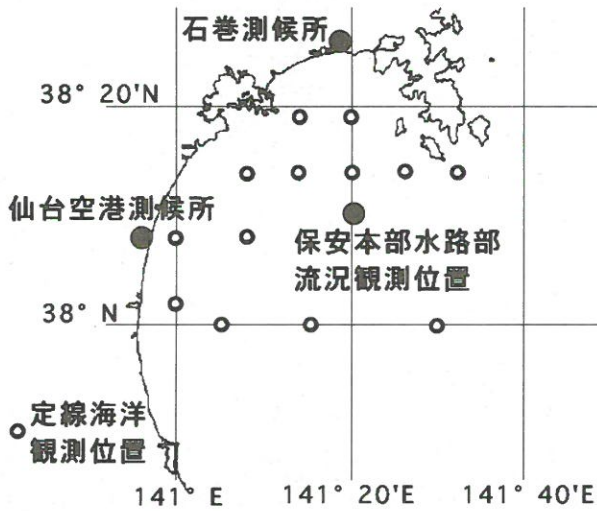 石巻測候所
38° 20'N
仙台空港測候所
保安本部水路部
流況観測位置
38° N
定線海洋
観測位置
141° E
141° 20'E
141° 40'E